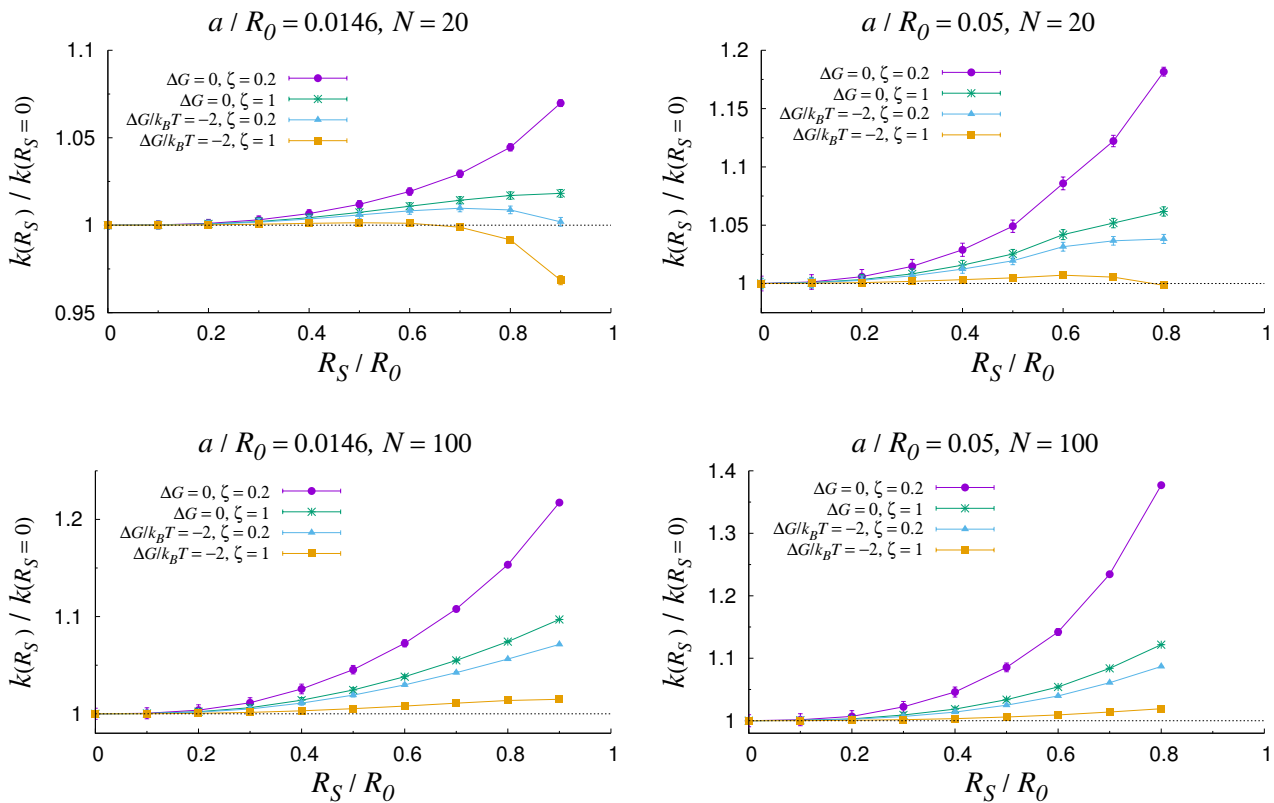 a / R0 = 0.0146, N = 20
k(RS) / k(RS = 0)
1.1
1.05
1
0.95
ΔG = 0, ζ = 0.2
ΔG = 0, ζ = 1
ΔG/kBT = −2, ζ = 0.2
ΔG/kBT = −2, ζ = 1
0 0.2 0.4 0.6 0.8 1
RS / R0
a / R0 = 0.05, N = 20
k(RS) / k(RS = 0)
1.2
1.15
1.1
1.05
1
ΔG = 0, ζ = 0.2
ΔG = 0, ζ = 1
ΔG/kBT = −2, ζ = 0.2
ΔG/kBT = −2, ζ = 1
0 0.2 0.4 0.6 0.8 1
RS / R0
a / R0 = 0.0146, N = 100
k(RS) / k(RS = 0)
1.2
1.1
1
ΔG = 0, ζ = 0.2
ΔG = 0, ζ = 1
ΔG/kBT = −2, ζ = 0.2
ΔG/kBT = −2, ζ = 1
0 0.2 0.4 0.6 0.8 1
RS / R0
a / R0 = 0.05, N = 100
k(RS) / k(RS = 0)
1.4
1.3
1.2
1.1
1
ΔG = 0, ζ = 0.2
ΔG = 0, ζ = 1
ΔG/kBT = −2, ζ = 0.2
ΔG/kBT = −2, ζ = 1
0 0.2 0.4 0.6 0.8 1
RS / R0